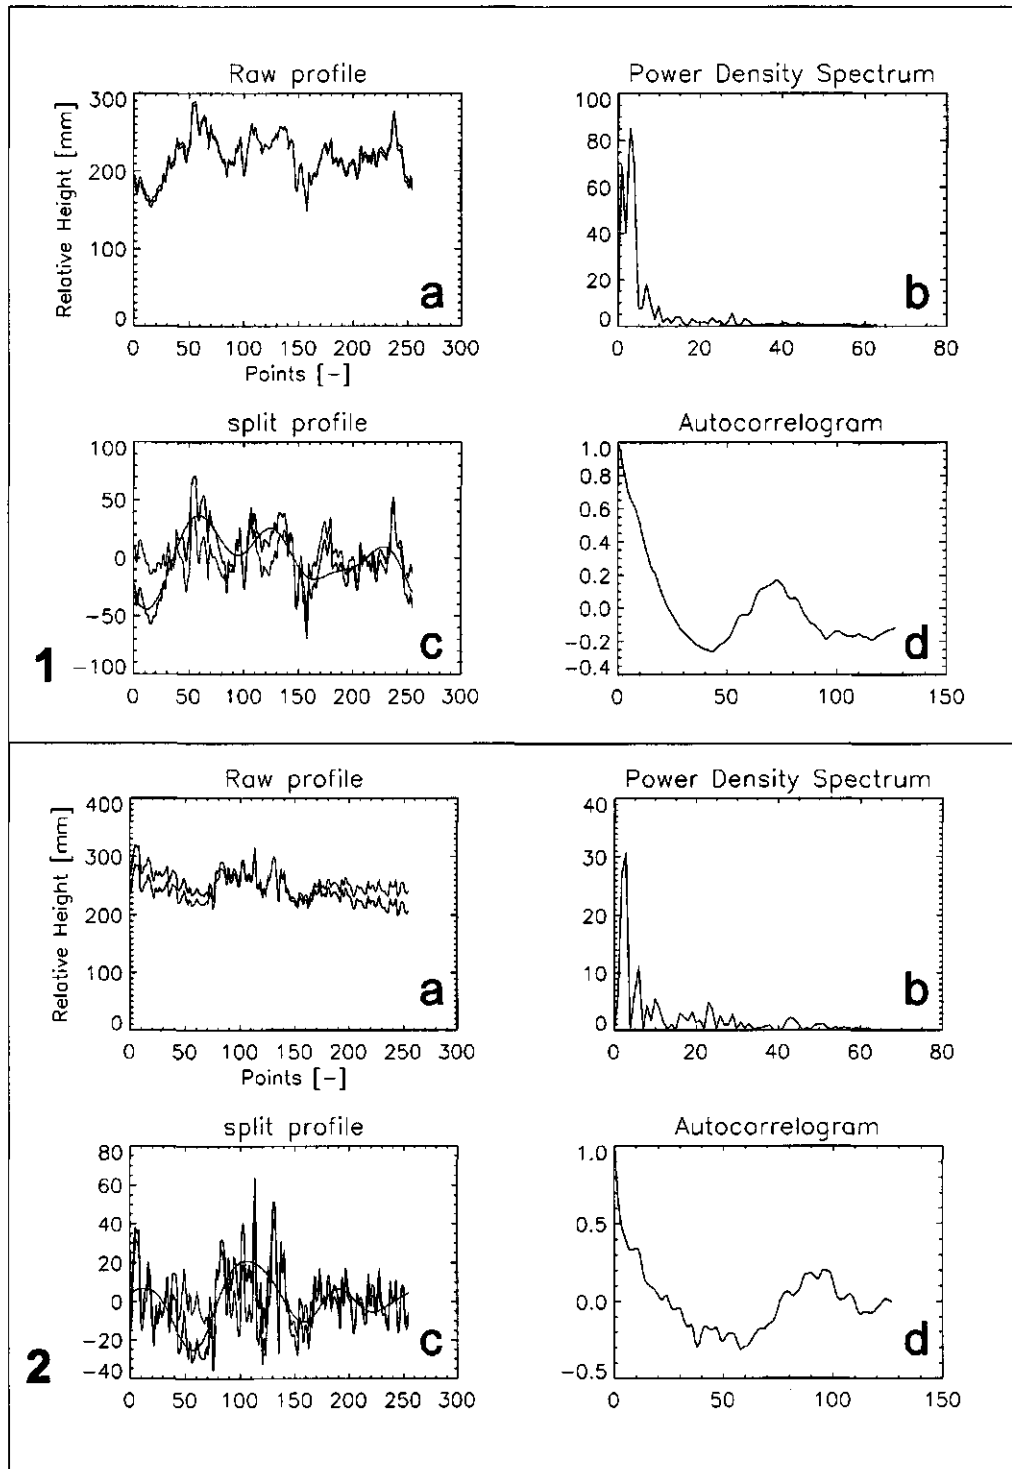 Raw profile
Relative Height [mm]
300
200
100
0
0 50 100 150 200 250 300
Points [-]
a
Power Density Spectrum
100
80
60
40
20
0
0 20 40 60 80
b
split profile
100
50
0
-50
-100
0 50 100 150 200 250 300
c
Autocorrelogram
1.0
0.8
0.6
0.4
0.2
0.0
-0.2
-0.4
0 50 100 150
d
1
Raw profile
Relative Height [mm]
400
300
200
100
0
0 50 100 150 200 250 300
Points [-]
a
Power Density Spectrum
40
30
20
10
0
0 20 40 60 80
b
split profile
80
60
40
20
0
-20
-40
0 50 100 150 200 250 300
c
Autocorrelogram
1.0
0.5
0.0
-0.5
0 50 100 150
d
2